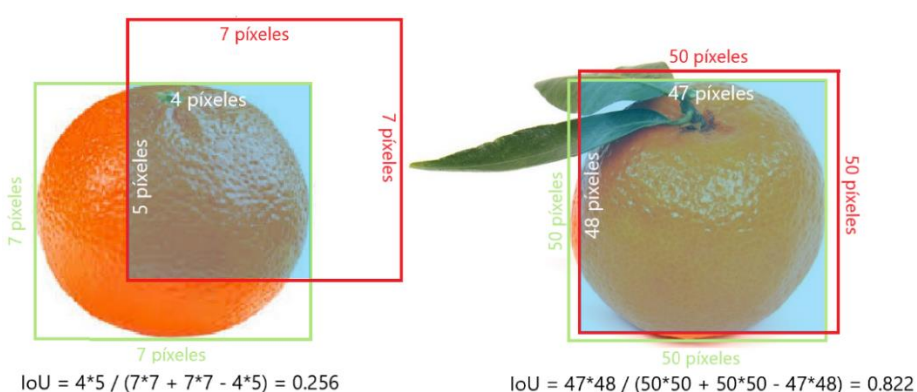 7 píxeles
7 píxeles
4 píxeles
5 píxeles
7 píxeles
7 píxeles
IoU = 4*5 / (7*7 + 7*7 - 4*5) = 0.256
50 píxeles
47 píxeles
48 píxeles
50 píxeles
50 píxeles
50 píxeles
IoU = 47*48 / (50*50 + 50*50 - 47*48) = 0.822